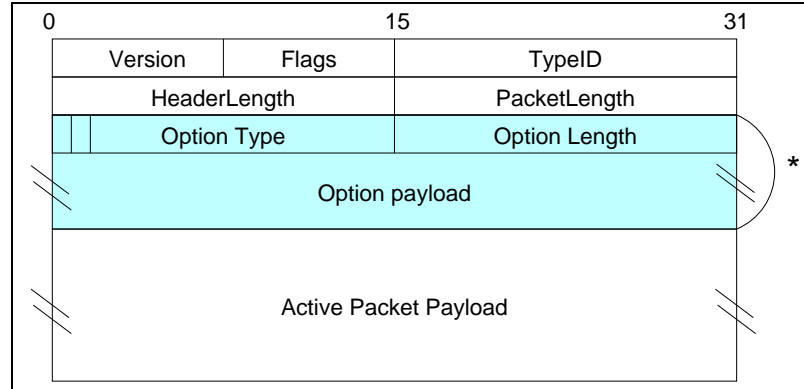 0 15 31
Version Flags TypeID
HeaderLength PacketLength
Option Type Option Length
*
Option payload
Active Packet Payload